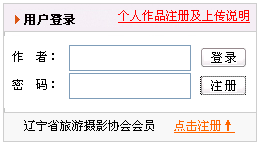 用户登录 个人作品注册及上传说明
作 者： 登 录
密 码： 注 册
辽宁省旅游摄影协会会员 点击注册↑